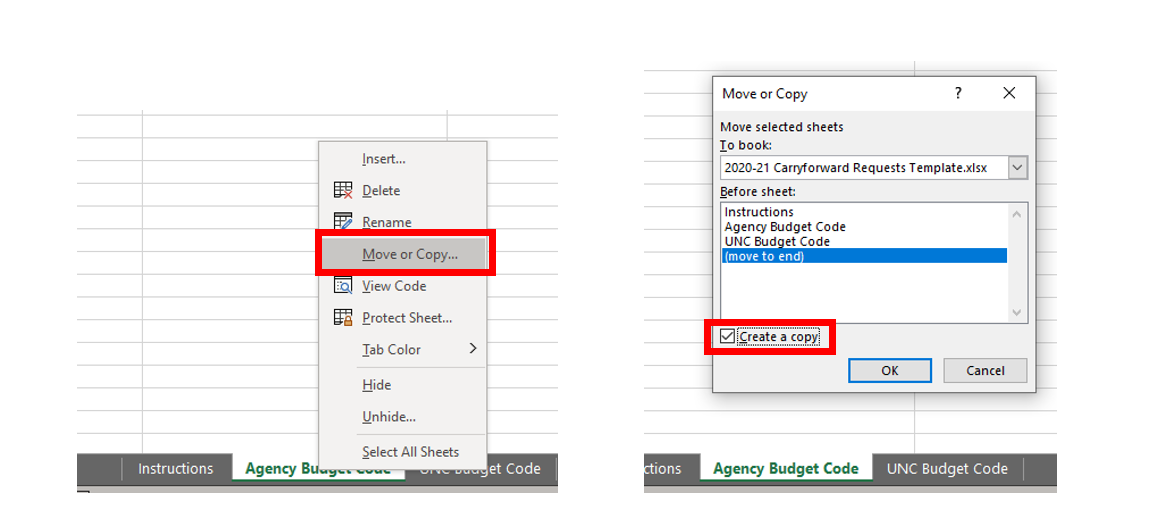 Insert...
Delete
Rename
Move or Copy...
View Code
Protect Sheet...
Tab Color
Hide
Unhide...
Select All Sheets
Instructions
Agency Budget Code
UNC Budget Code
Move or Copy
?
Move selected sheets
To book:
2020-21 Carryforward Requests Template.xlsx
Before sheet:
Instructions
Agency Budget Code
UNC Budget Code
(move to end)
Create a copy
OK Cancel
ctions Agency Budget Code UNC Budget Code